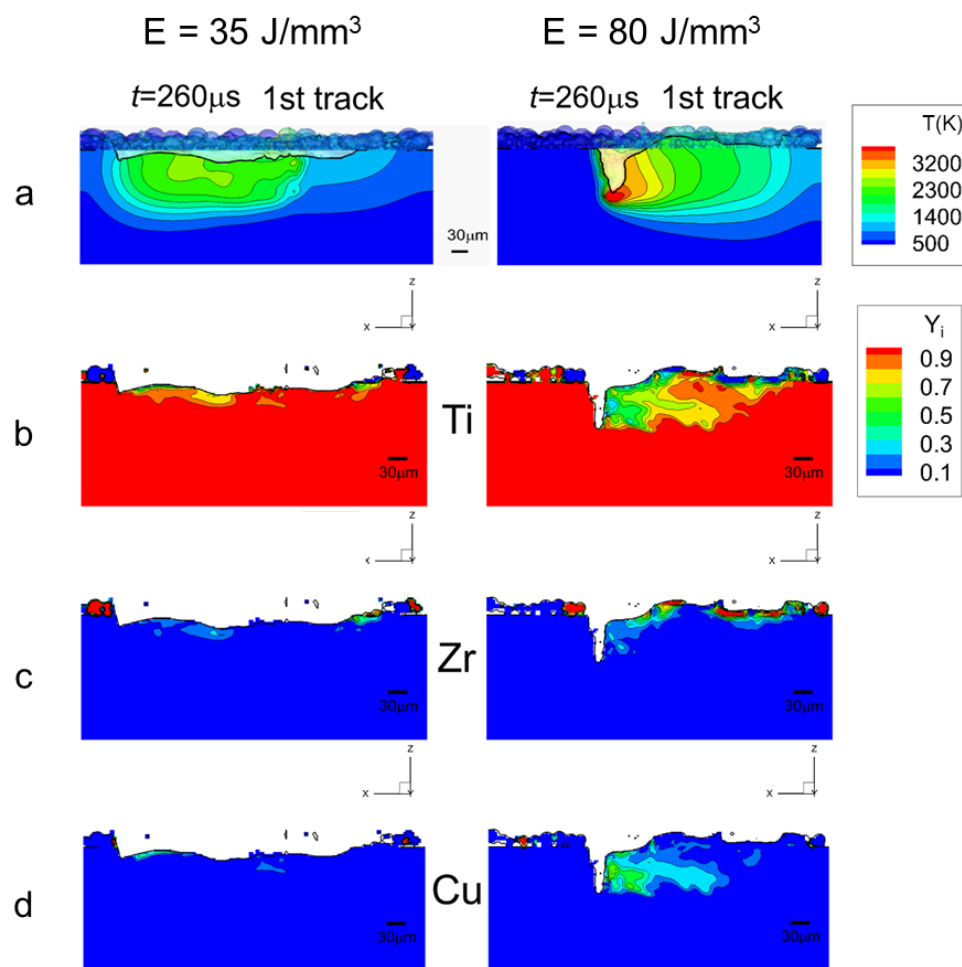 E = 35 J/mm³ E = 80 J/mm³
t=260μs 1st track t=260μs 1st track
T(K)
3200
2300
1400
500
a
30μm
z
x
z
x
Y_i
0.9
0.7
0.5
0.3
0.1
b
Ti
30μm
30μm
z
x
z
x
c
Zr
30μm
30μm
z
x
z
x
d
Cu
30μm
30μm